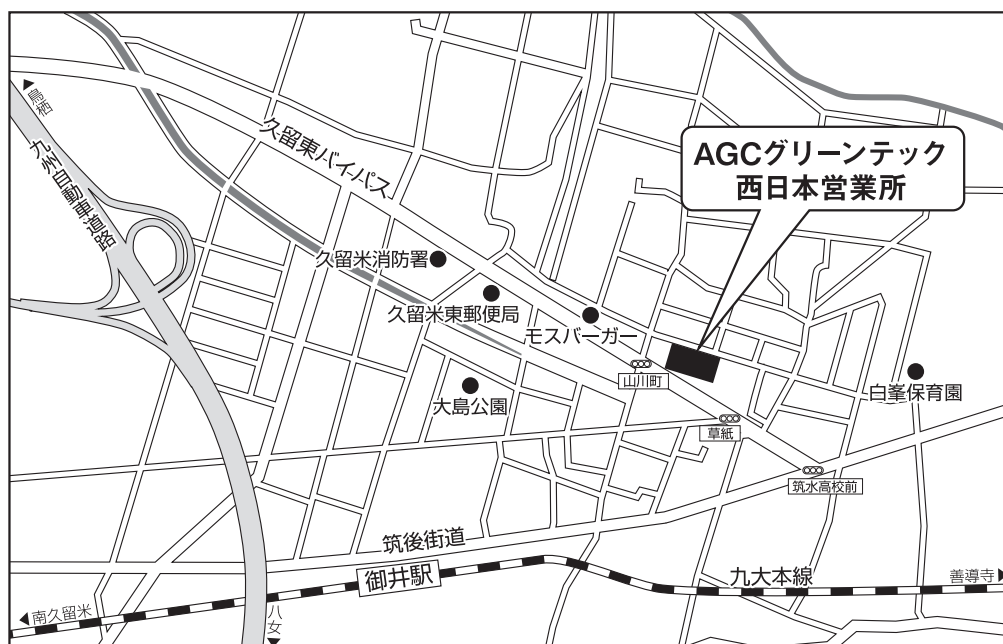 鳥栖
九州自動車道路
久留東バイパス
AGCグリーンテック
西日本営業所
久留米消防署
久留米東郵便局
モスバーガー
山川町
大島公園
白峯保育園
草紙
筑水高校前
筑後街道
御井駅
九大本線
善導寺
南久留米
八女